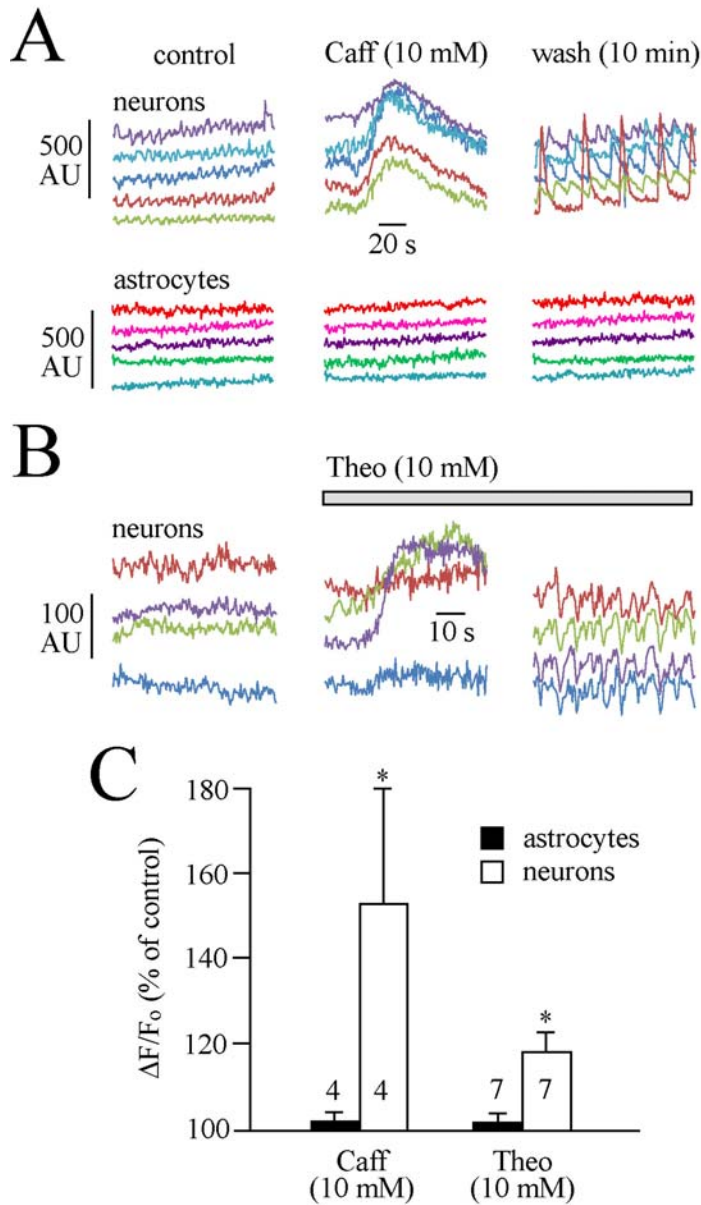 A
control
Caff (10 mM)
wash (10 min)
neurons
500
AU
20 s
astrocytes
500
AU
B
Theo (10 mM)
neurons
100
AU
10 s
C
ΔF/F₀ (% of control)
180
160
140
120
100
*
*
astrocytes
neurons
4
4
7
7
Caff
(10 mM)
Theo
(10 mM)